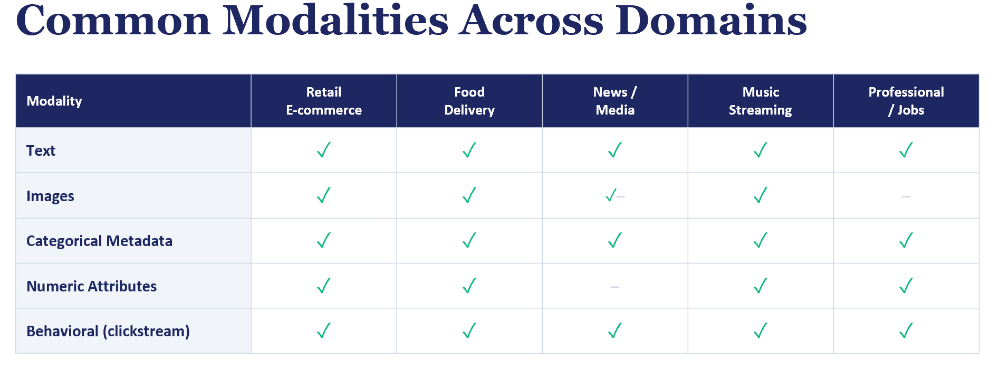 Common Modalities Across Domains
Modality
Retail
E-commerce
Food
Delivery
News /
Media
Music
Streaming
Professional
/ Jobs
Text ✓ ✓ ✓ ✓ ✓
Images ✓ ✓ ✓– ✓ –
Categorical Metadata ✓ ✓ ✓ ✓ ✓
Numeric Attributes ✓ ✓ – ✓ ✓
Behavioral (clickstream) ✓ ✓ ✓ ✓ ✓